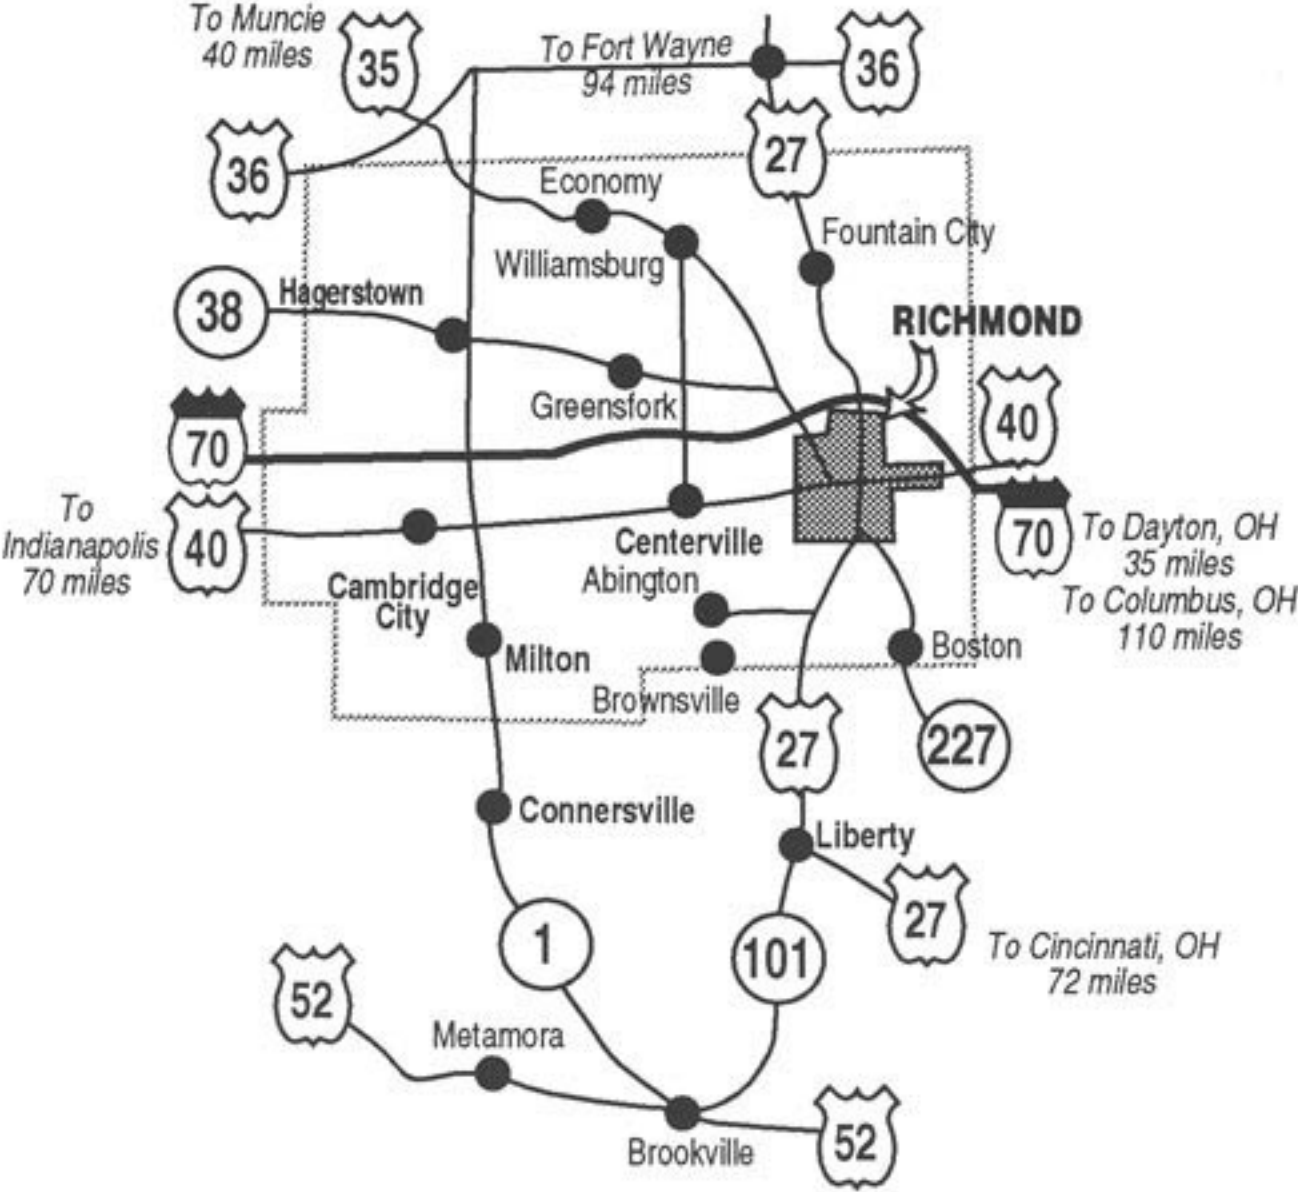 To Muncie
40 miles
35
To Fort Wayne
94 miles
36
36
27
Economy
Williamsburg
Fountain City
38
Hagerstown
RICHMOND
Greensfork
40
70
To
Indianapolis
70 miles
40
Centerville
70
To Dayton, OH
35 miles
To Columbus, OH
110 miles
Cambridge
City
Abington
Milton
Boston
Brownsville
27
227
Connersville
Liberty
27
To Cincinnati, OH
72 miles
1
101
52
Metamora
Brookville
52